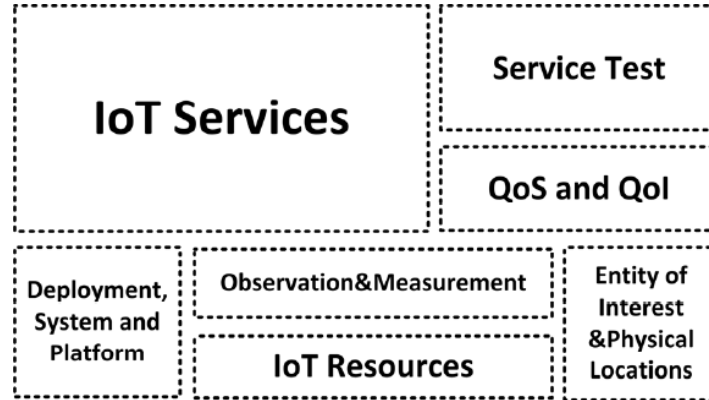 IoT Services
Service Test
QoS and QoI
Deployment,
System and
Platform
Observation&Measurement
IoT Resources
Entity of
Interest
&Physical
Locations